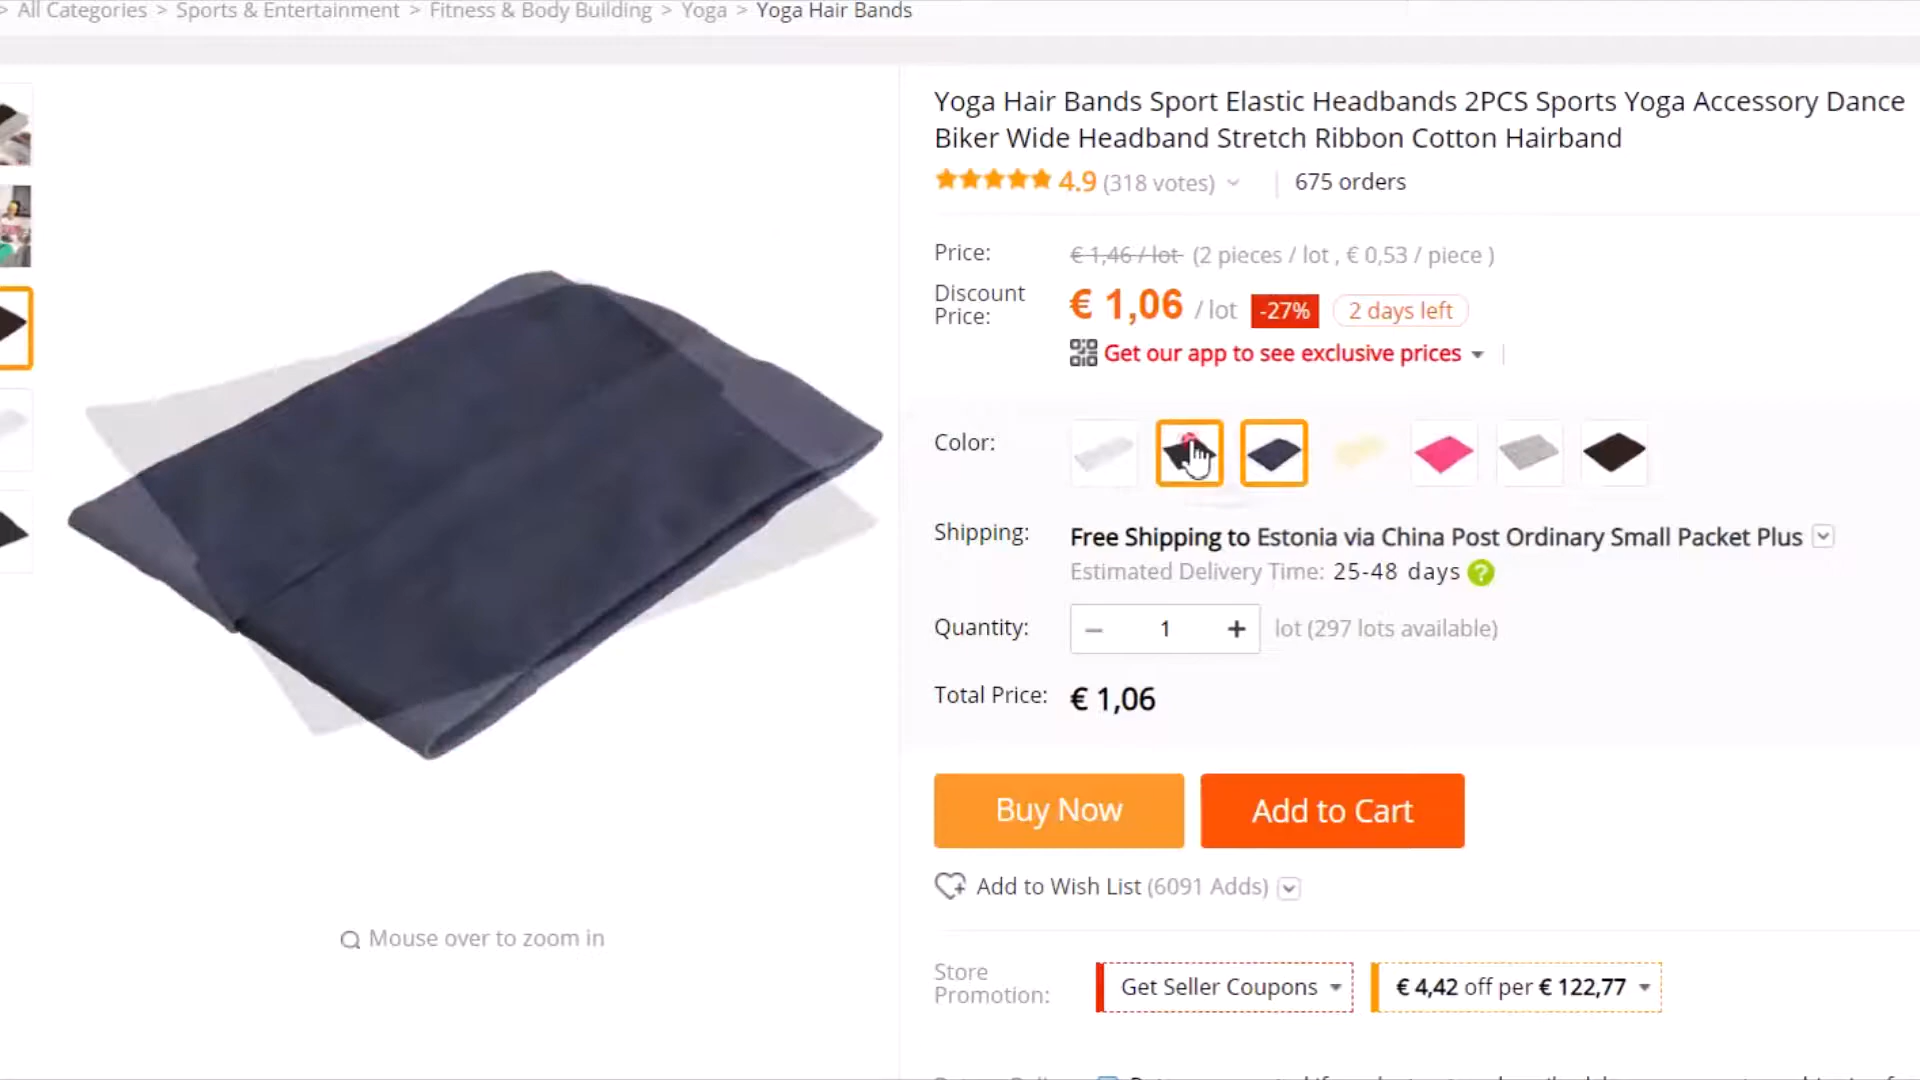 > All Categories > Sports & Entertainment > Fitness & Body Building > Yoga > Yoga Hair Bands
Yoga Hair Bands Sport Elastic Headbands 2PCS Sports Yoga Accessory Dance
Biker Wide Headband Stretch Ribbon Cotton Hairband
4.9 (318 votes) | 675 orders
Price: € 1,46 / lot (2 pieces / lot , € 0,53 / piece )
Discount Price: € 1,06 / lot -27% 2 days left
Get our app to see exclusive prices
Color:
Shipping: Free Shipping to Estonia via China Post Ordinary Small Packet Plus
Estimated Delivery Time: 25-48 days ?
Quantity: − 1 + lot (297 lots available)
Total Price: € 1,06
Buy Now Add to Cart
Add to Wish List (6091 Adds)
Mouse over to zoom in
Store Promotion: Get Seller Coupons € 4,42 off per € 122,77